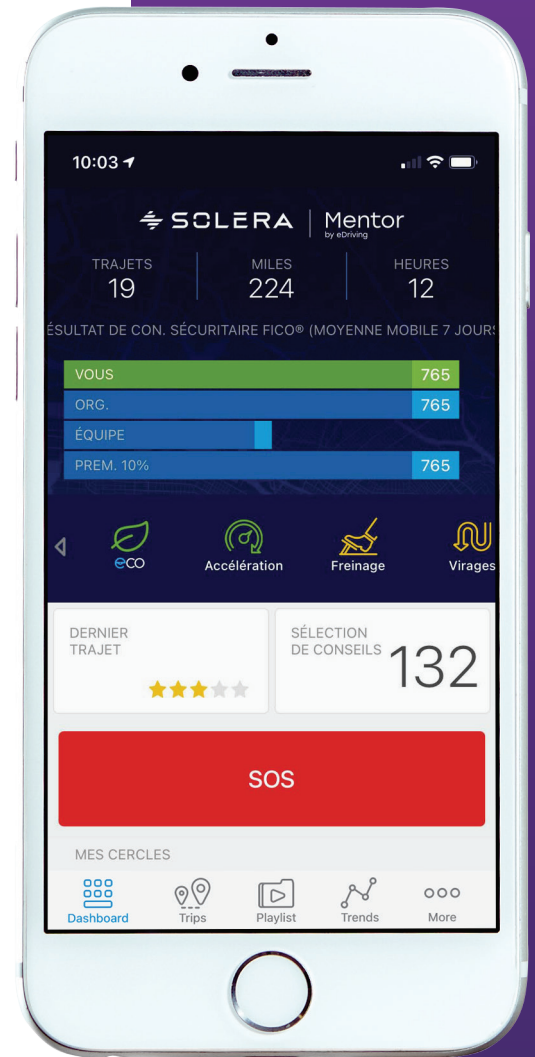 10:03
SOLERA | Mentor
by eDriving
TRAJETS MILES HEURES
19 224 12
ÉSULTAT DE CON. SÉCURITAIRE FICO® (MOYENNE MOBILE 7 JOURS
VOUS 765
ORG. 765
ÉQUIPE
PREM. 10% 765
eco Accélération Freinage Virages
DERNIER
TRAJET
SÉLECTION
DE CONSEILS
132
SOS
MES CERCLES
Dashboard Trips Playlist Trends More